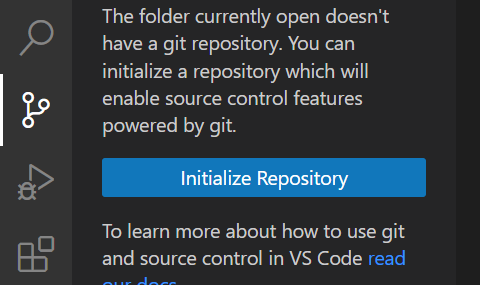 The folder currently open doesn't
have a git repository. You can
initialize a repository which will
enable source control features
powered by git.
Initialize Repository
To learn more about how to use git
and source control in VS Code read
our docs